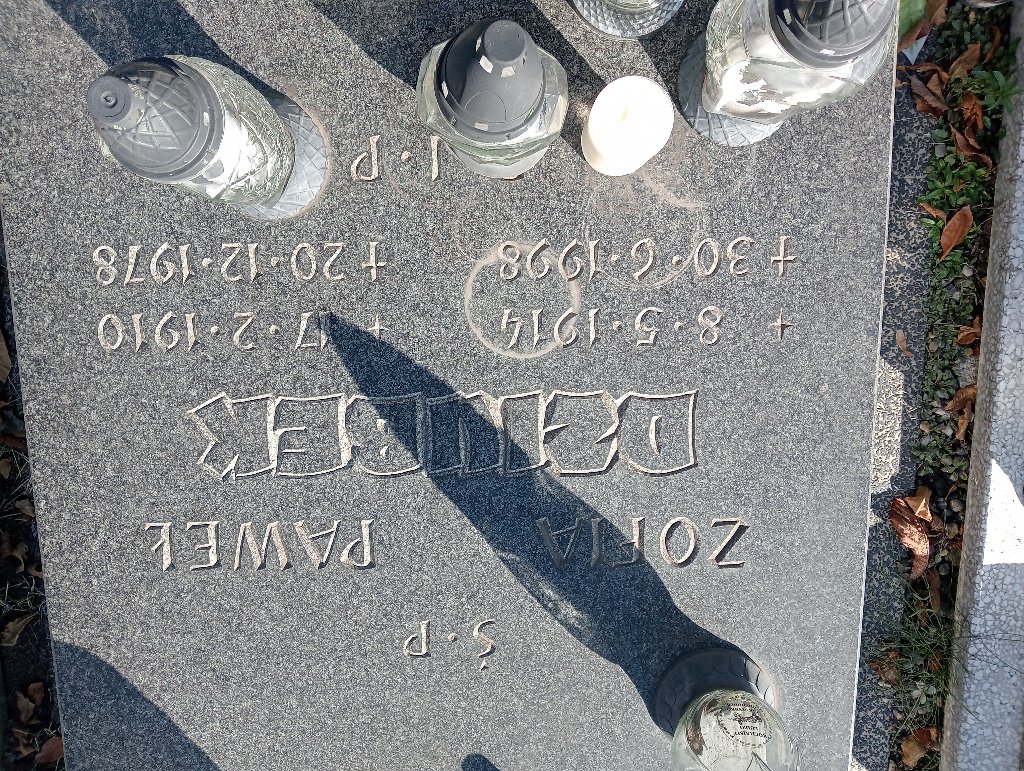 Ś·P
ZOFIA PAWEŁ
DZIUBEK
+ 8·5·1914 + 17·2·1910
† 30·6·1998 † 20·12·1978
I·P